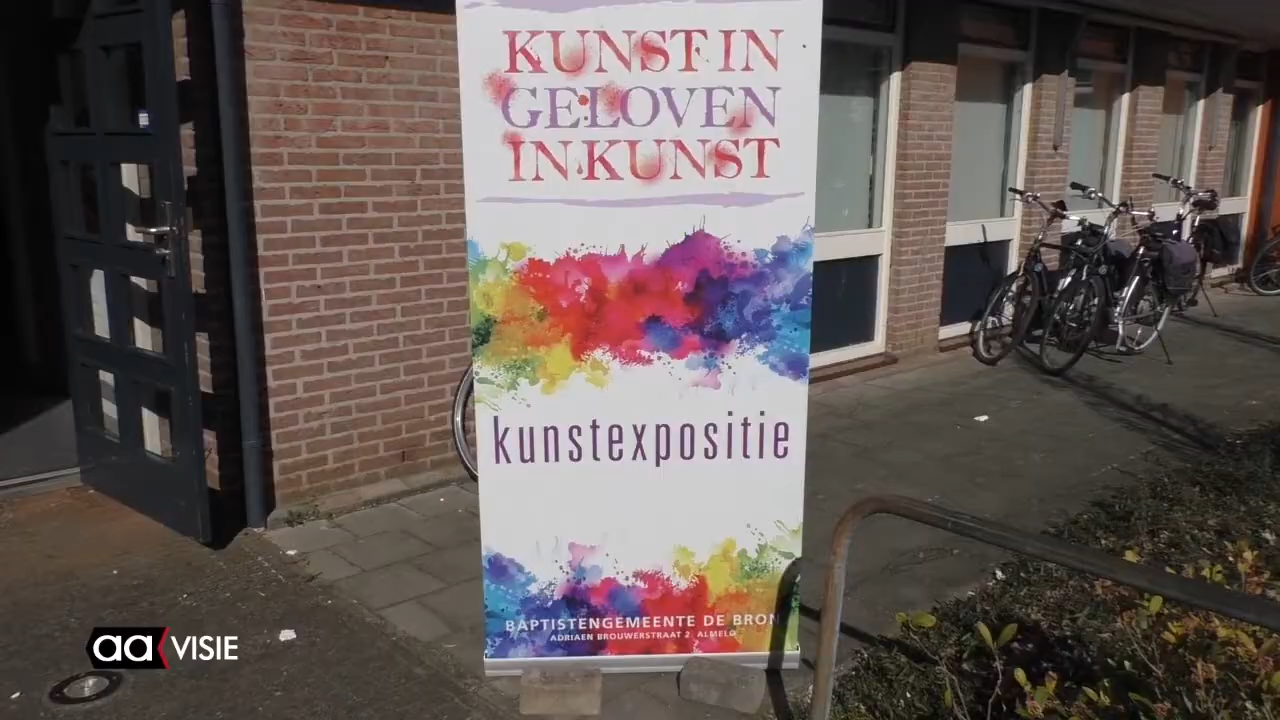 KUNST IN
GELOVEN
IN KUNST
kunstexpositie
BAPTISTENGEMEENTE DE BRON
ADRIAEN BROUWERSTRAAT 2 ALMELO
aa VISIE